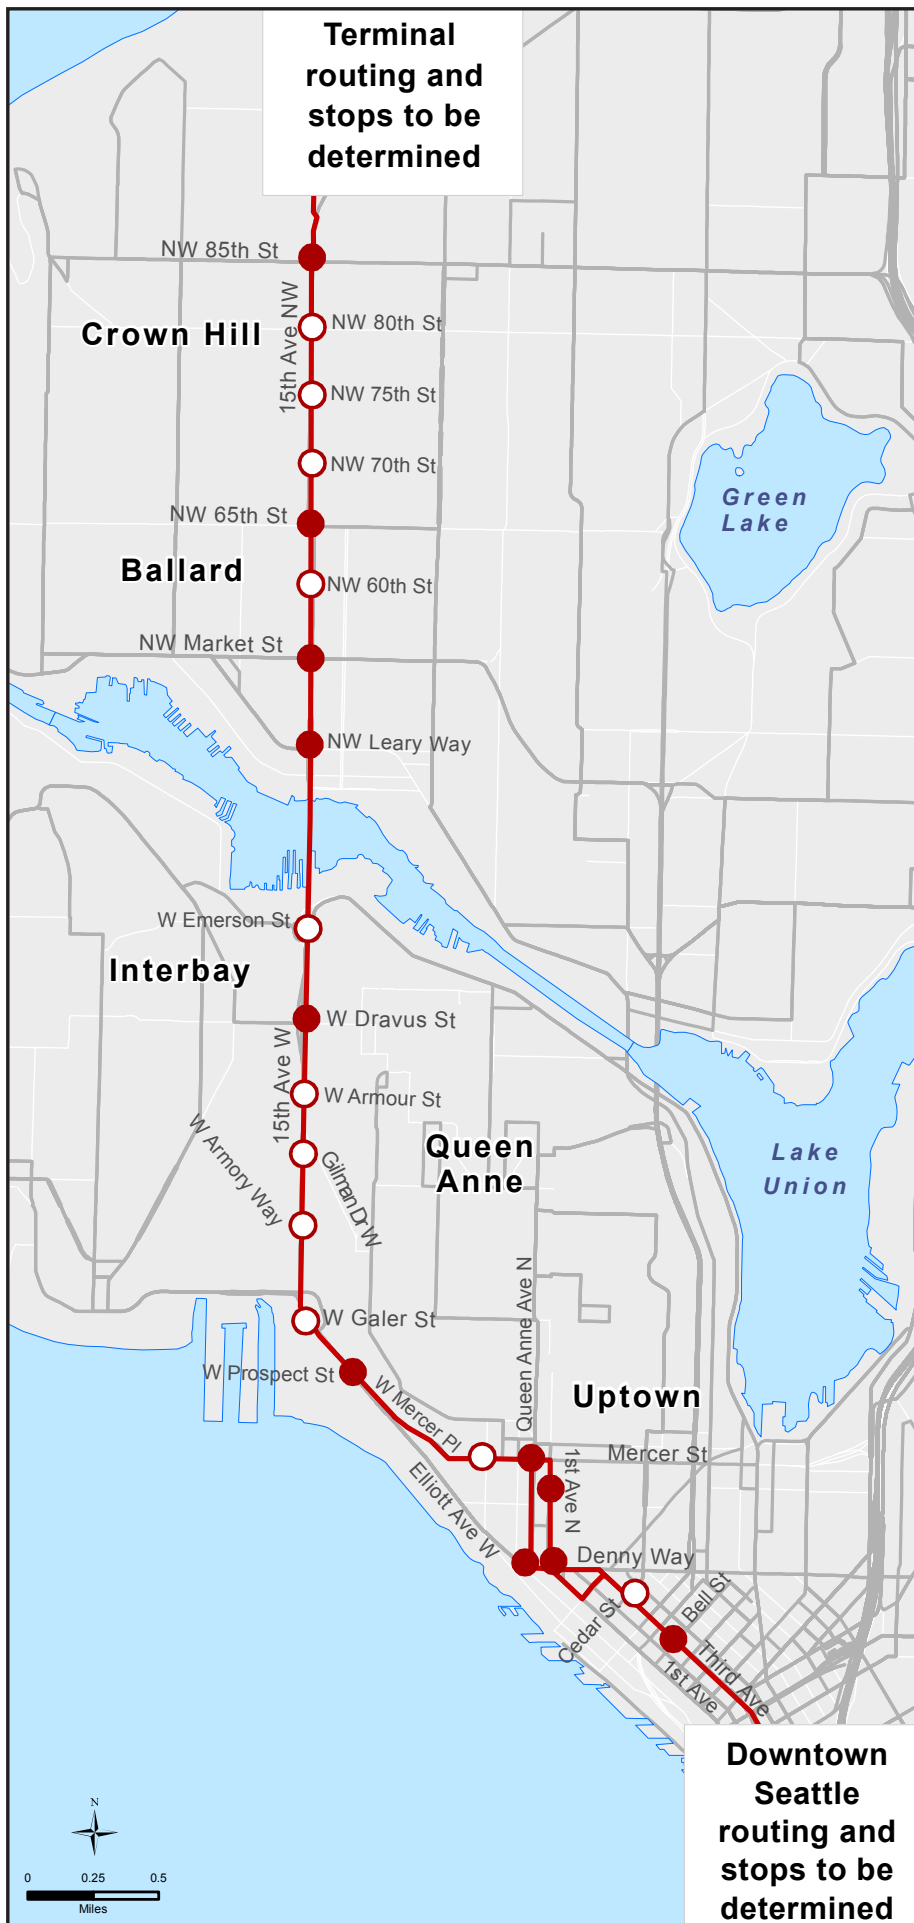 Terminal
routing and
stops to be
determined
NW 85th St
15th Ave NW
Crown Hill
NW 80th St
NW 75th St
NW 70th St
Green
Lake
NW 65th St
Ballard
NW 60th St
NW Market St
NW Leary Way
W Emerson St
Interbay
W Dravus St
15th Ave W
W Armour St
W Armory Way
Gilman Dr W
Queen
Anne
Lake
Union
W Galer St
Queen Anne Ave N
W Prospect St
W Mercer Pl
Uptown
Mercer St
Elliott Ave W
1st Ave N
Denny Way
Cedar St
Bell St
1st Ave
Third Ave
Downtown
Seattle
routing and
stops to be
determined
N
0 0.25 0.5
Miles